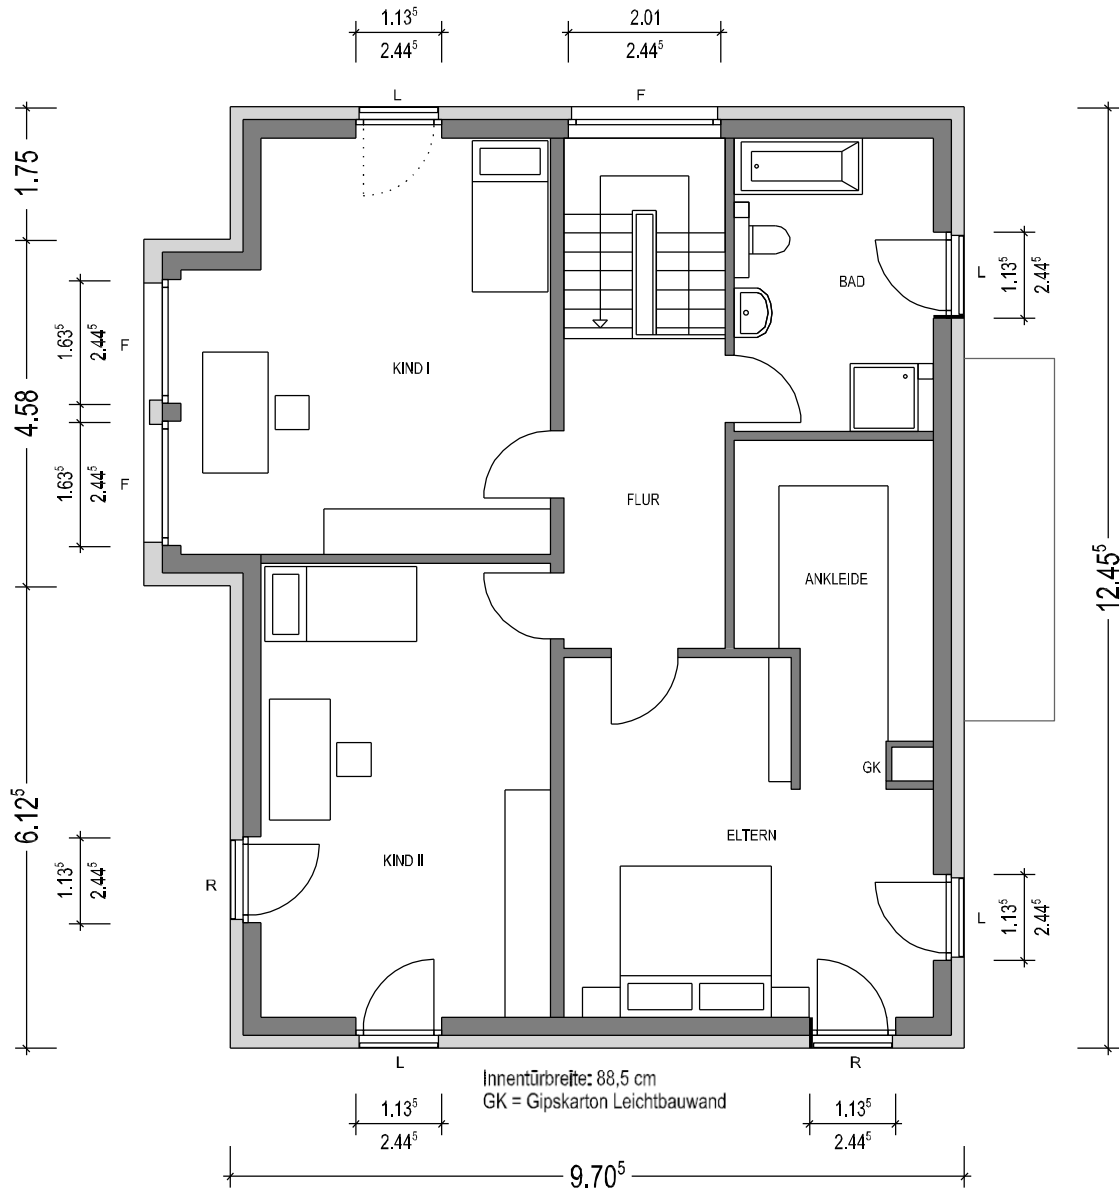 1.13⁵
2.44⁵
2.01
2.44⁵
L
F
1.75
4.58
6.12⁵
1.63⁵
2.44⁵
F
1.63⁵
2.44⁵
F
1.13⁵
2.44⁵
R
KIND I
BAD
FLUR
ANKLEIDE
GK
ELTERN
KIND II
L
1.13⁵
2.44⁵
12.45⁵
L
1.13⁵
2.44⁵
L
R
Innentürbreite: 88,5 cm
GK = Gipskarton Leichtbauwand
1.13⁵
2.44⁵
1.13⁵
2.44⁵
9.70⁵